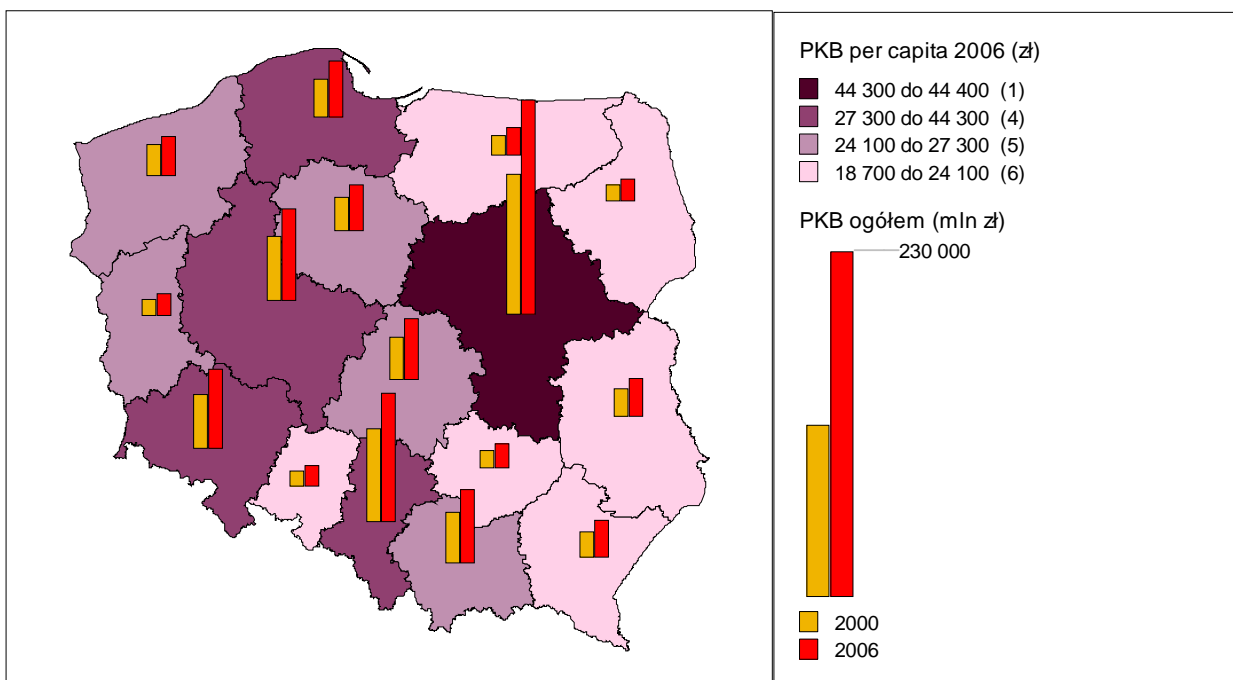 PKB per capita 2006 (zł)
44 300 do 44 400 (1)
27 300 do 44 300 (4)
24 100 do 27 300 (5)
18 700 do 24 100 (6)
PKB ogółem (mln zł)
230 000
2000
2006